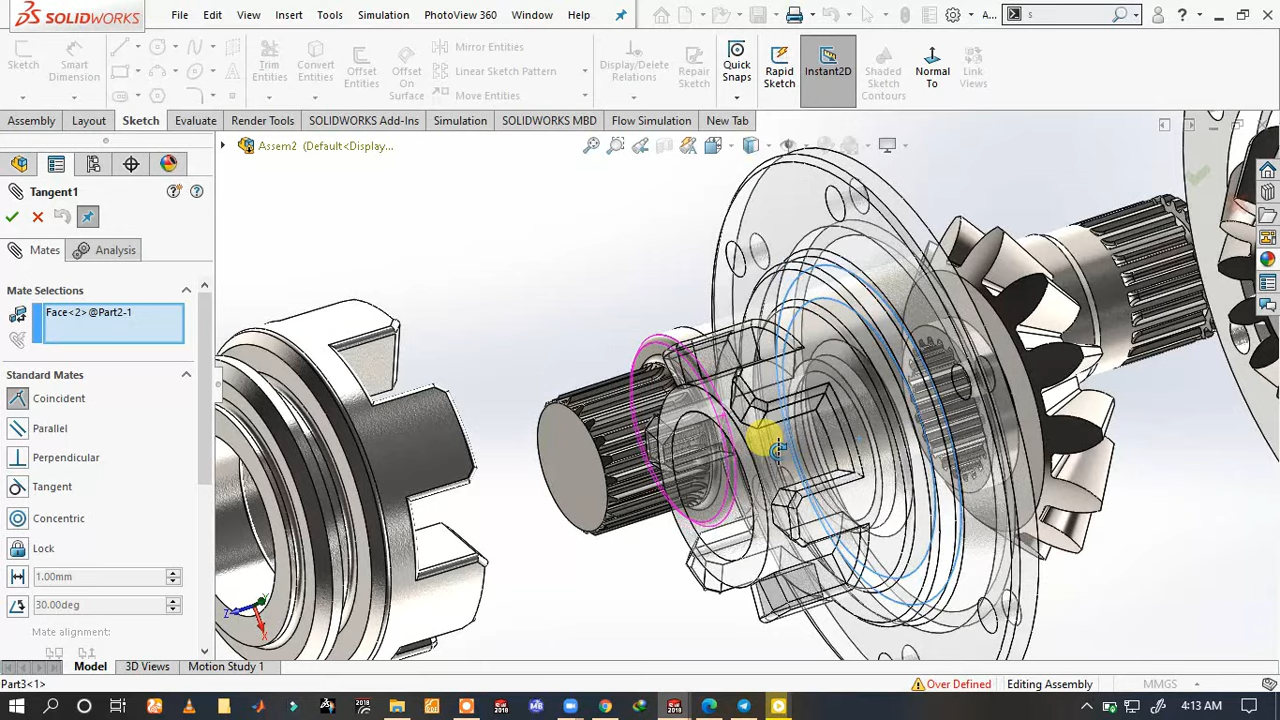 SOLIDWORKS
File Edit View Insert Tools Simulation PhotoView 360 Window Help
A... s
Sketch
Smart Dimension
Trim Entities
Convert Entities
Offset Entities
Offset On Surface
Mirror Entities
Linear Sketch Pattern
Move Entities
Display/Delete Relations
Repair Sketch
Quick Snaps
Rapid Sketch
Instant2D
Shaded Sketch Contours
Normal To
Link Views
Assembly Layout Sketch Evaluate Render Tools SOLIDWORKS Add-Ins Simulation SOLIDWORKS MBD Flow Simulation New Tab
Assem2 (Default<Display...
Tangent1
Mates Analysis
Mate Selections
Face<2>@Part2-1
Standard Mates
Coincident
Parallel
Perpendicular
Tangent
Concentric
Lock
1.00mm
30.00deg
Mate alignment:
Z
X
Model 3D Views Motion Study 1
Part3<1> Over Defined Editing Assembly MMGS
4:13 AM